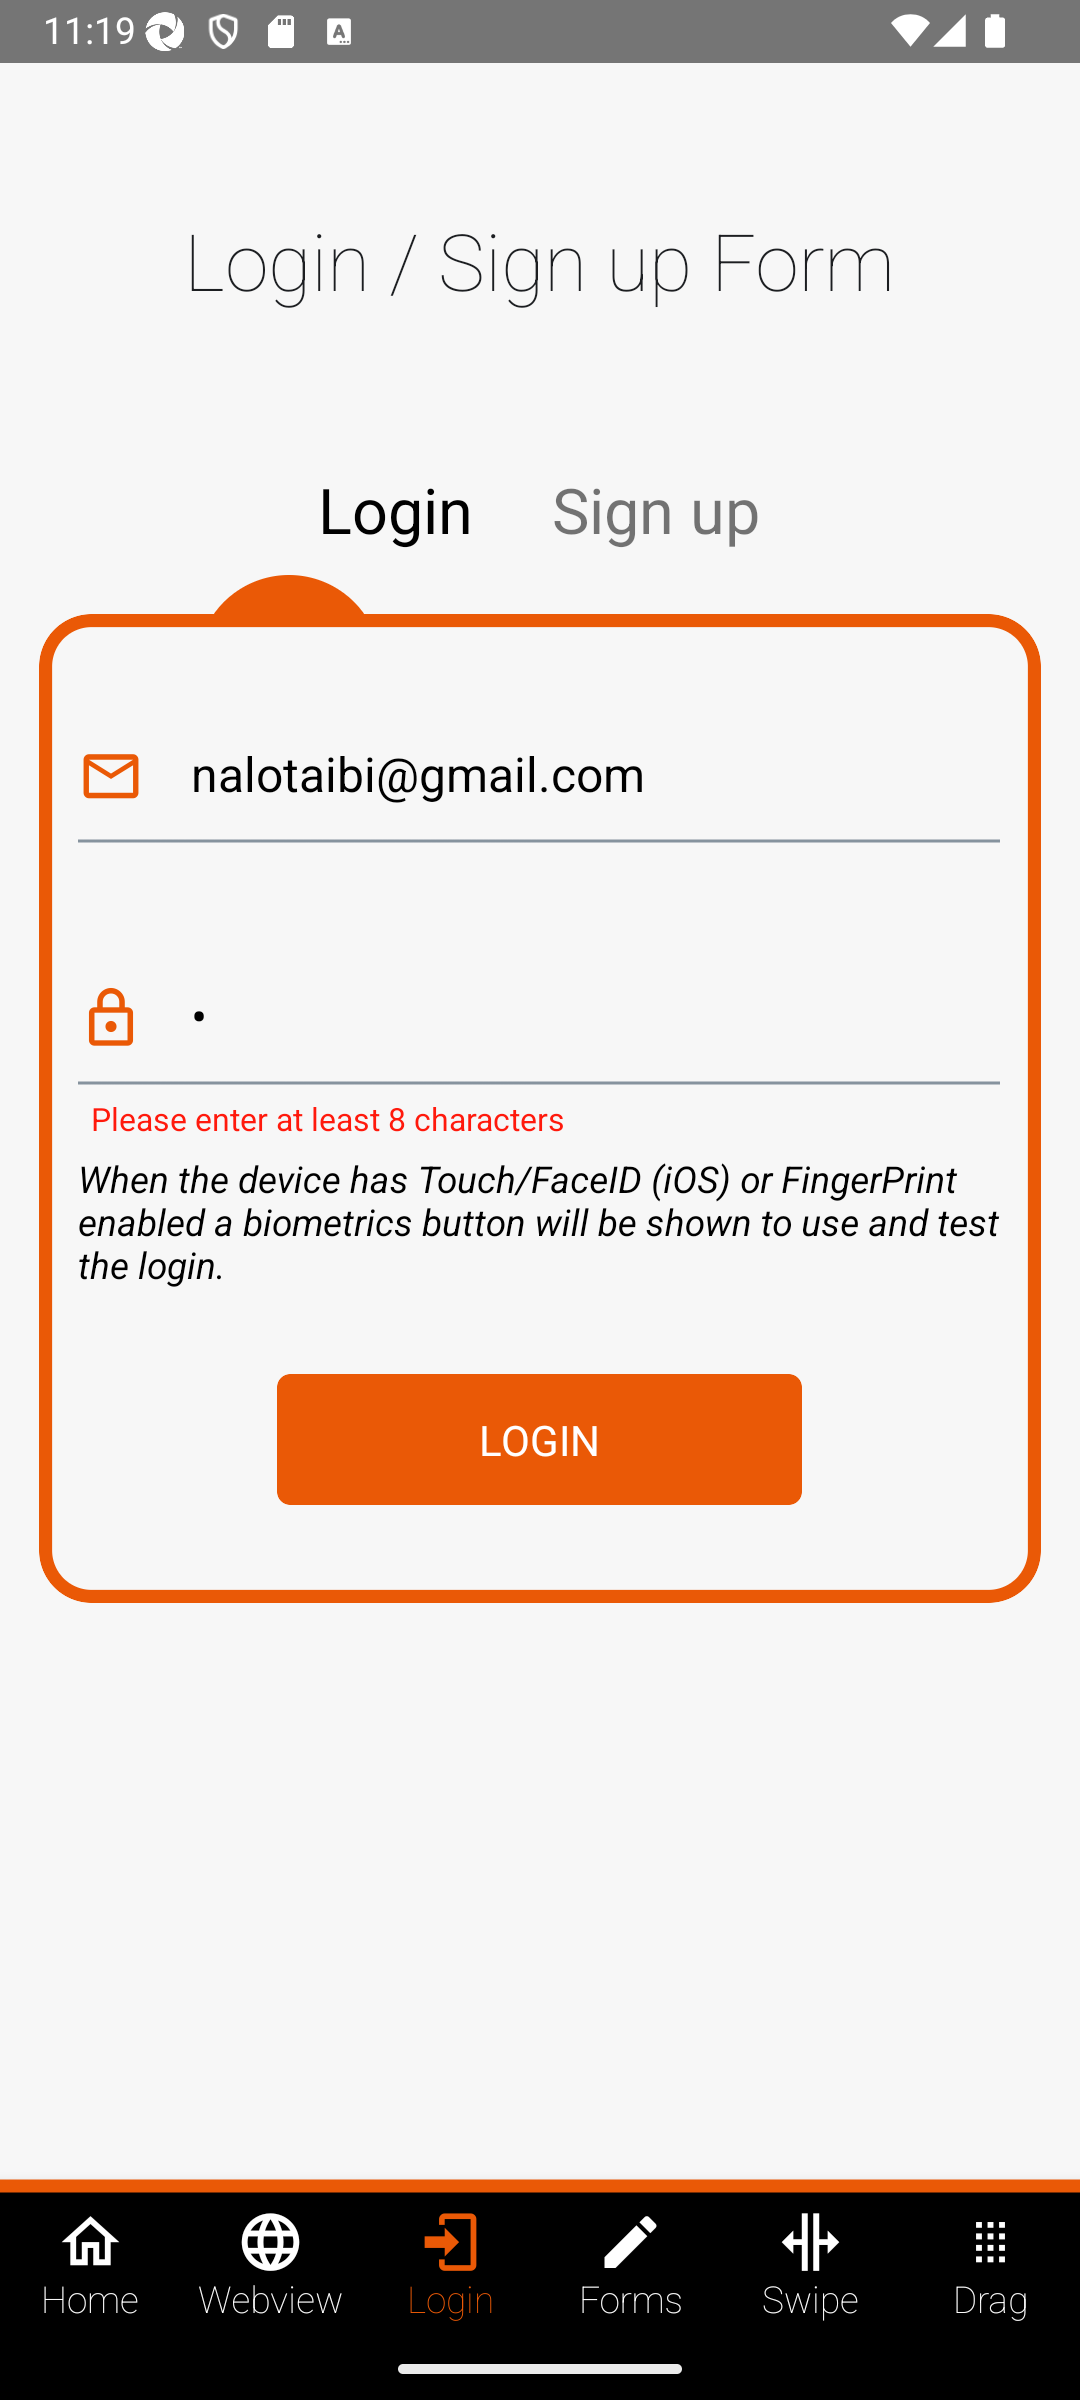 11:19
Login / Sign up Form
Login Sign up
nalotaibi@gmail.com
•
Please enter at least 8 characters
When the device has Touch/FaceID (iOS) or FingerPrint
enabled a biometrics button will be shown to use and test
the login.
LOGIN
Home Webview Login Forms Swipe Drag